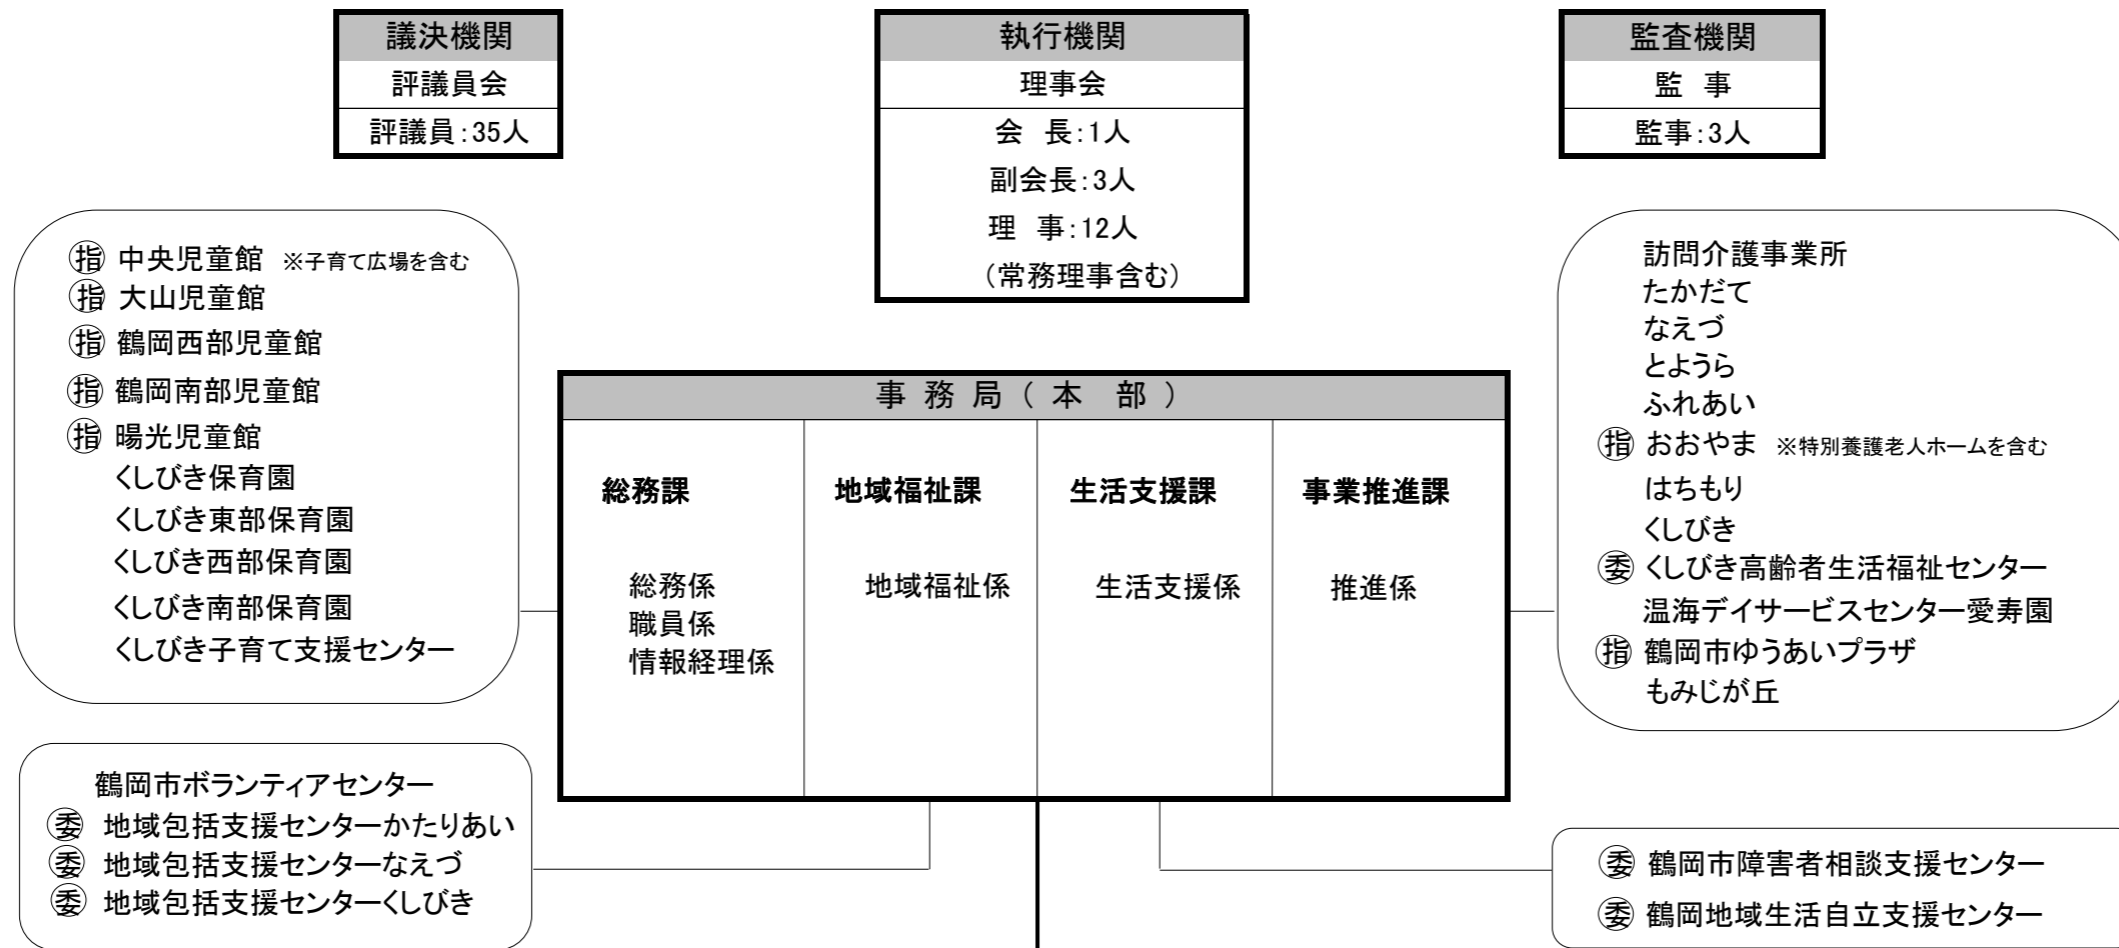 議決機関
評議員会
評議員:35人
執行機関
理事会
会 長:1人
副会長:3人
理 事:12人
(常務理事含む)
監査機関
監 事
監事:3人
㊟指 中央児童館 ※子育て広場を含む
指 大山児童館
指 鶴岡西部児童館
指 鶴岡南部児童館
指 暘光児童館
くしびき保育園
くしびき東部保育園
くしびき西部保育園
くしびき南部保育園
くしびき子育て支援センター
事 務 局 ( 本 部 )
総務課
総務係
職員係
情報経理係
地域福祉課
地域福祉係
生活支援課
生活支援係
事業推進課
推進係
訪問介護事業所
たかだて
なえづ
とようら
ふれあい
指 おおやま ※特別養護老人ホームを含む
はちもり
くしびき
委 くしびき高齢者生活福祉センター
温海デイサービスセンター愛寿園
指 鶴岡市ゆうあいプラザ
もみじが丘
鶴岡市ボランティアセンター
委 地域包括支援センターかたりあい
委 地域包括支援センターなえづ
委 地域包括支援センターくしびき
委 鶴岡市障害者相談支援センター
委 鶴岡地域生活自立支援センター